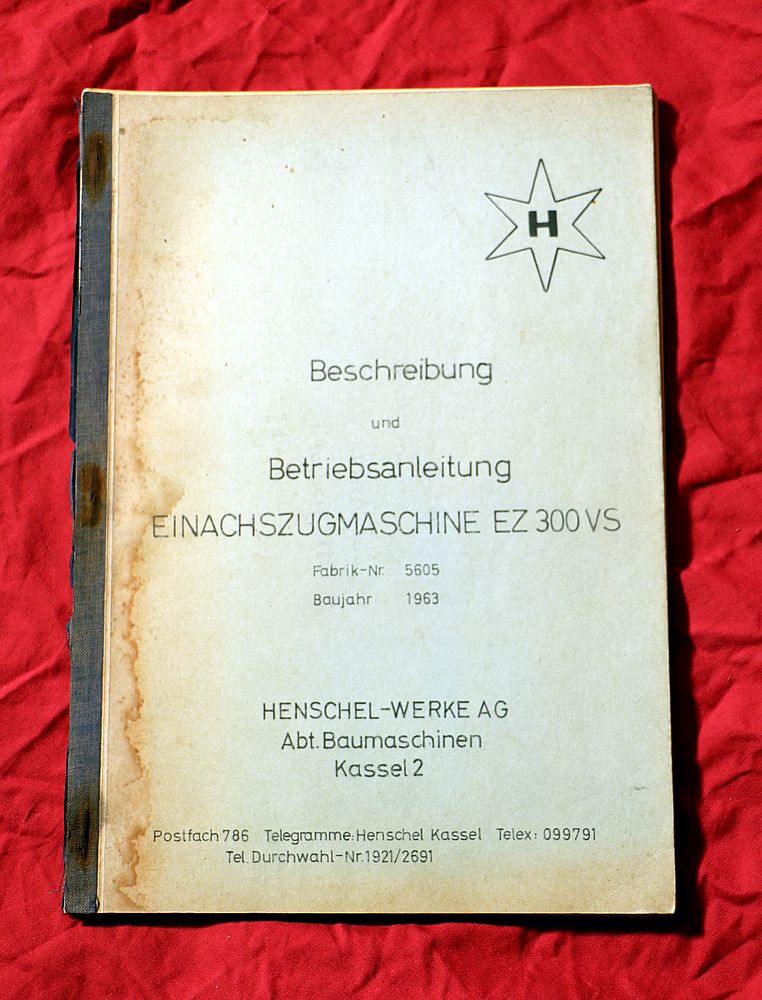 H
Beschreibung
und
Betriebsanleitung
EINACHSZUGMASCHINE EZ 300 VS
Fabrik-Nr. 5605
Baujahr 1963
HENSCHEL-WERKE AG
Abt. Baumaschinen
Kassel 2
Postfach 786 Telegramme: Henschel Kassel Telex: 099791
Tel. Durchwahl-Nr. 1921/2691